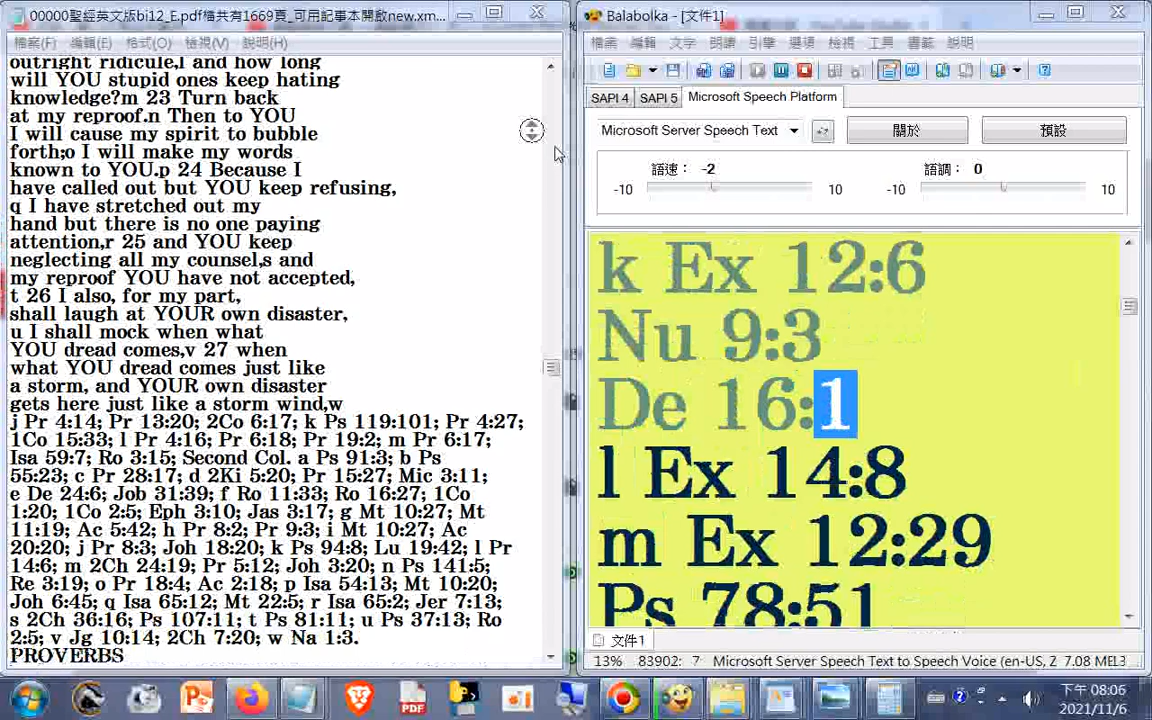 00000聖經英文版bi12_E.pdf檔共有1669頁_可用記事本開啟new.xm...
檔案(F) 編輯(E) 格式(O) 檢視(V) 說明(H)
outright ridicule,l and how long
will YOU stupid ones keep hating
knowledge?m 23 Turn back
at my reproof.n Then to YOU
I will cause my spirit to bubble
forth;o I will make my words
known to YOU.p 24 Because I
have called out but YOU keep refusing,
q I have stretched out my
hand but there is no one paying
attention,r 25 and YOU keep
neglecting all my counsel,s and
my reproof YOU have not accepted,
t 26 I also, for my part,
shall laugh at YOUR own disaster,
u I shall mock when what
YOU dread comes,v 27 when
what YOU dread comes just like
a storm, and YOUR own disaster
gets here just like a storm wind,w
j Pr 4:14; Pr 13:20; 2Co 6:17; k Ps 119:101; Pr 4:27;
1Co 15:33; l Pr 4:16; Pr 6:18; Pr 19:2; m Pr 6:17;
Isa 59:7; Ro 3:15; Second Col. a Ps 91:3; b Ps
55:23; c Pr 28:17; d 2Ki 5:20; Pr 15:27; Mic 3:11;
e De 24:6; Job 31:39; f Ro 11:33; Ro 16:27; 1Co
1:20; 1Co 2:5; Eph 3:10; Jas 3:17; g Mt 10:27; Mt
11:19; Ac 5:42; h Pr 8:2; Pr 9:3; i Mt 10:27; Ac
20:20; j Pr 8:3; Joh 18:20; k Ps 94:8; Lu 19:42; l Pr
14:6; m 2Ch 24:19; Pr 5:12; Joh 3:20; n Ps 141:5;
Re 3:19; o Pr 18:4; Ac 2:18; p Isa 54:13; Mt 10:20;
Joh 6:45; q Isa 65:12; Mt 22:5; r Isa 65:2; Jer 7:13;
s 2Ch 36:16; Ps 107:11; t Ps 81:11; u Ps 37:13; Ro
2:5; v Jg 10:14; 2Ch 7:20; w Na 1:3.
PROVERBS
Balabolka - [文件1]
檔案 編輯 文字 朗讀 引擎 選項 檢視 工具 書籤 說明
SAPI 4 SAPI 5 Microsoft Speech Platform
Microsoft Server Speech Text 關於 預設
語速： -2 語調： 0
-10 10 -10 10
k Ex 12:6
Nu 9:3
De 16:1
l Ex 14:8
m Ex 12:29
Ps 78:51
文件1
13% 83902: 7 Microsoft Server Speech Text to Speech Voice (en-US, Z 7.08 MEL3
下午 08:06
2021/11/6